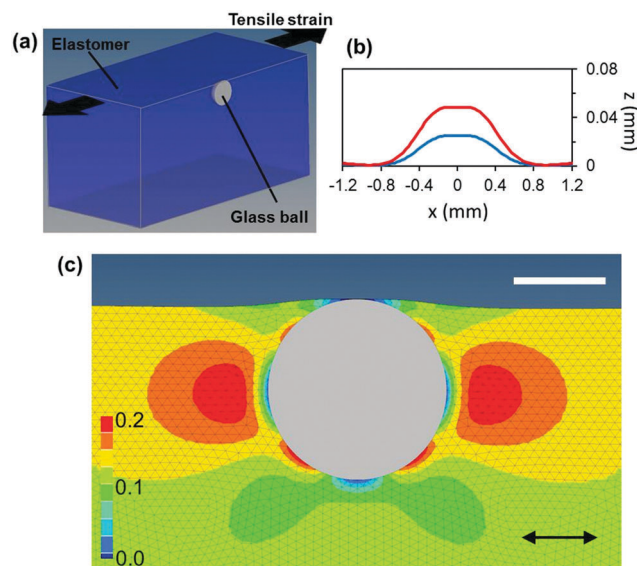 (a)
Tensile strain
Elastomer
Glass ball
(b)
0.08
0.04
0
z (mm)
-1.2 -0.8 -0.4 0 0.4 0.8 1.2
x (mm)
(c)
0.2
0.1
0.0